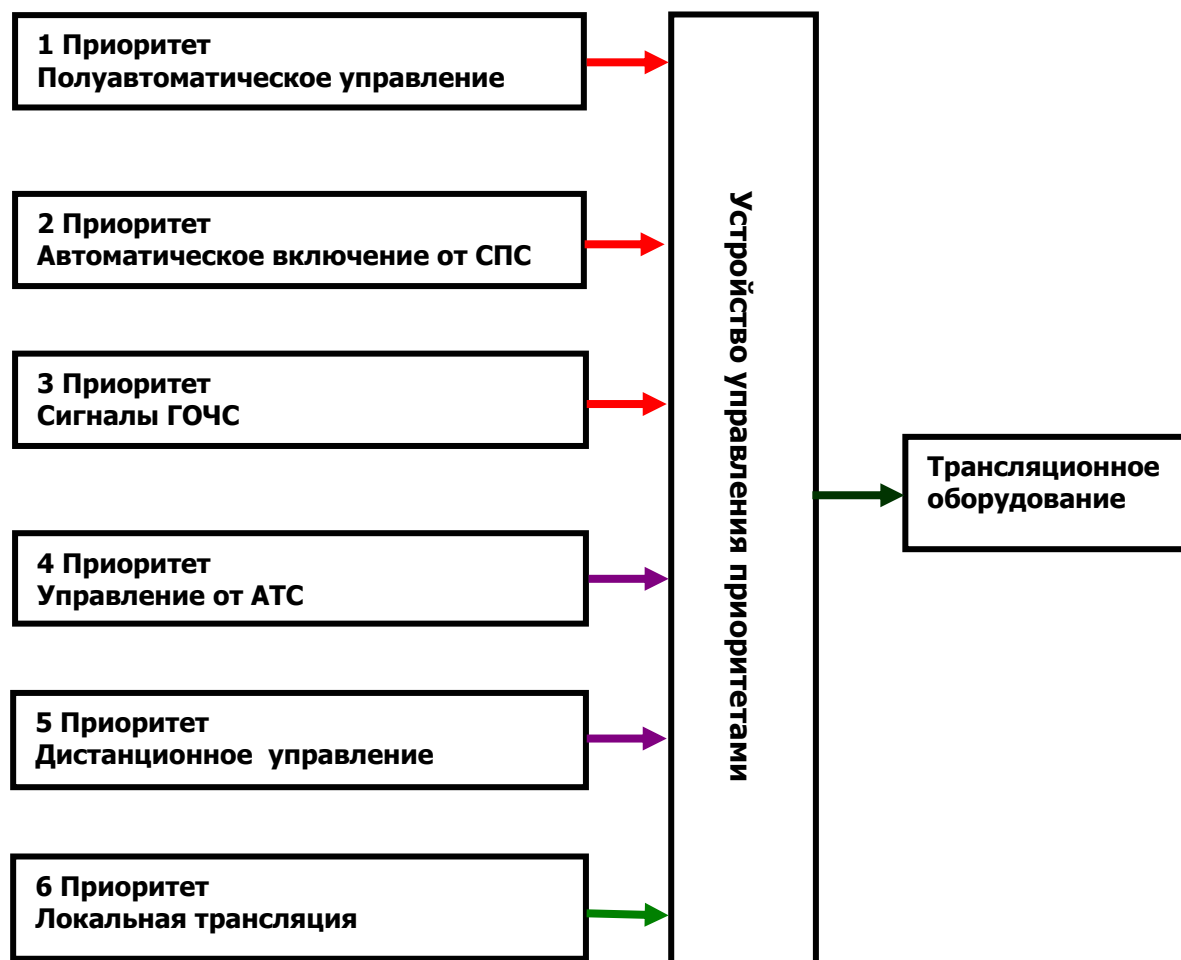 1 Приоритет
Полуавтоматическое управление
2 Приоритет
Автоматическое включение от СПС
3 Приоритет
Сигналы ГОЧС
4 Приоритет
Управление от АТС
5 Приоритет
Дистанционное  управление
6 Приоритет
Локальная трансляция
Устройство управления приоритетами
Трансляционное
оборудование